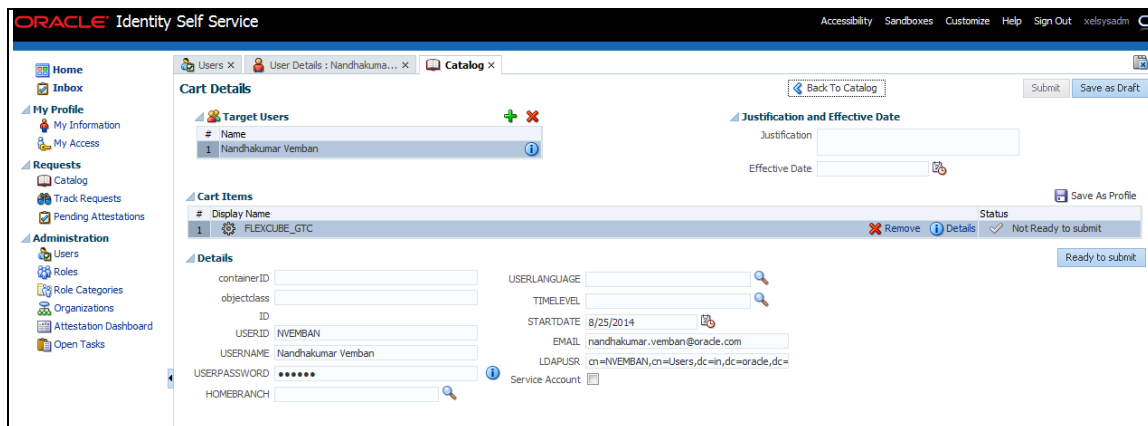 ORACLE Identity Self Service
Accessibility Sandboxes Customize Help Sign Out xelsysadm
Home
Inbox
My Profile
My Information
My Access
Requests
Catalog
Track Requests
Pending Attestations
Administration
Users
Roles
Role Categories
Organizations
Attestation Dashboard
Open Tasks
Users × User Details : Nandhakuma... × Catalog ×
Cart Details
Back To Catalog
Submit Save as Draft
Target Users
# Name
1 Nandhakumar Vemban
Justification and Effective Date
Justification
Effective Date
Cart Items
Save As Profile
# Display Name Status
1 FLEXCUBE_GTC Remove Details Not Ready to submit
Details
Ready to submit
containerID
objectclass
ID
USERID NVEMBAN
USERNAME Nandhakumar Vemban
USERPASSWORD ●●●●●●
HOMEBRANCH
USERLANGUAGE
TIMELEVEL
STARTDATE 8/25/2014
EMAIL nandhakumar.vemban@oracle.com
LDAPUSR cn=NVEMBAN,cn=Users,dc=in,dc=oracle,dc=
Service Account